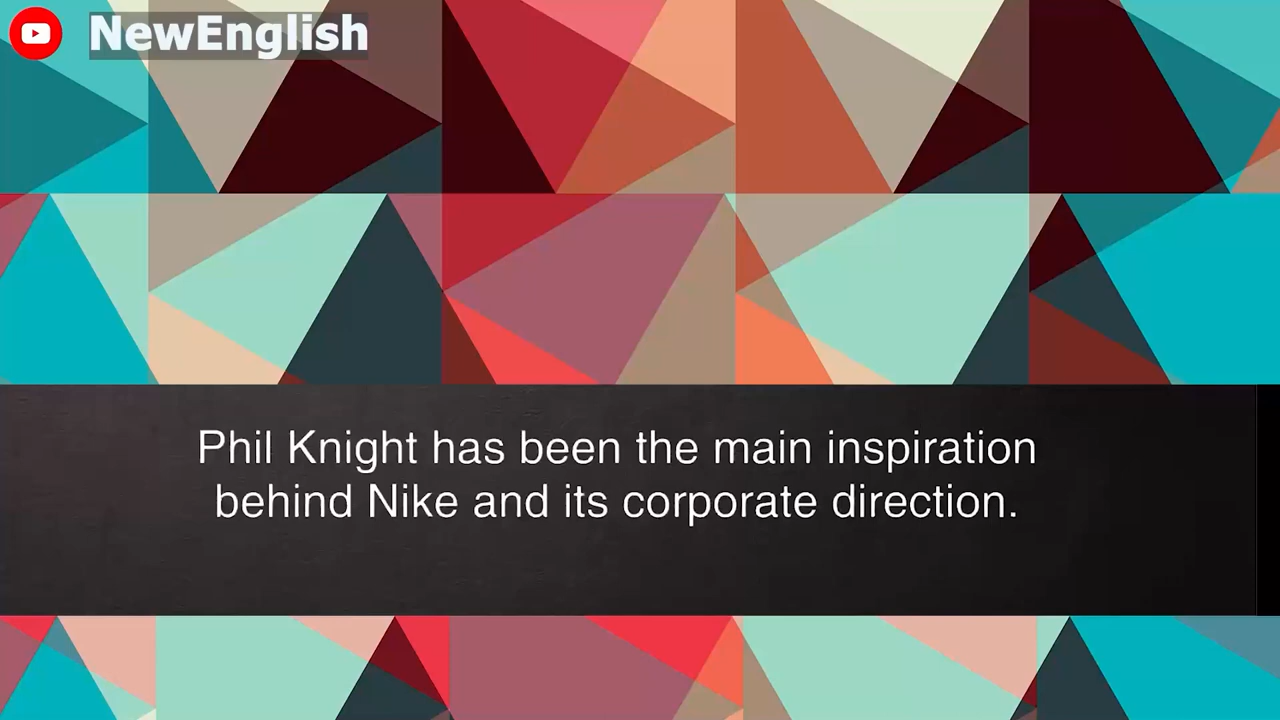 NewEnglish
Phil Knight has been the main inspiration
behind Nike and its corporate direction.